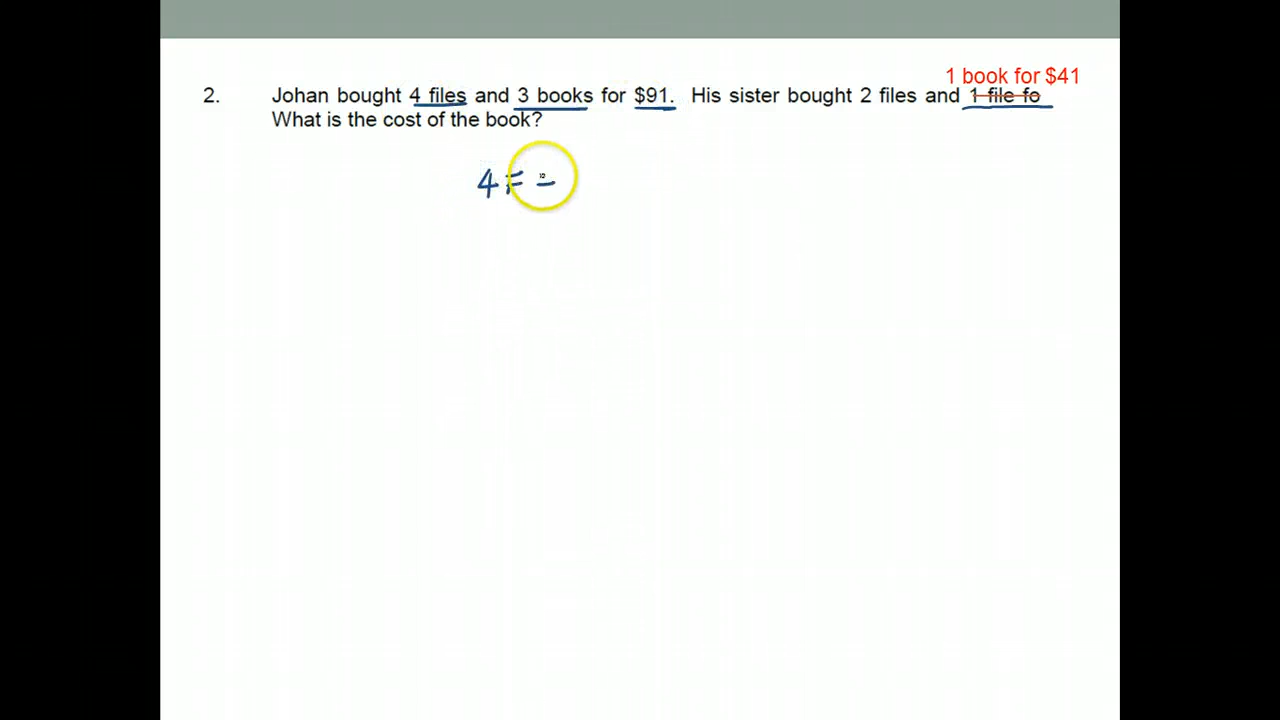 1 book for $41
2. Johan bought 4 files and 3 books for $91. His sister bought 2 files and 1 file fo
What is the cost of the book?
4F –